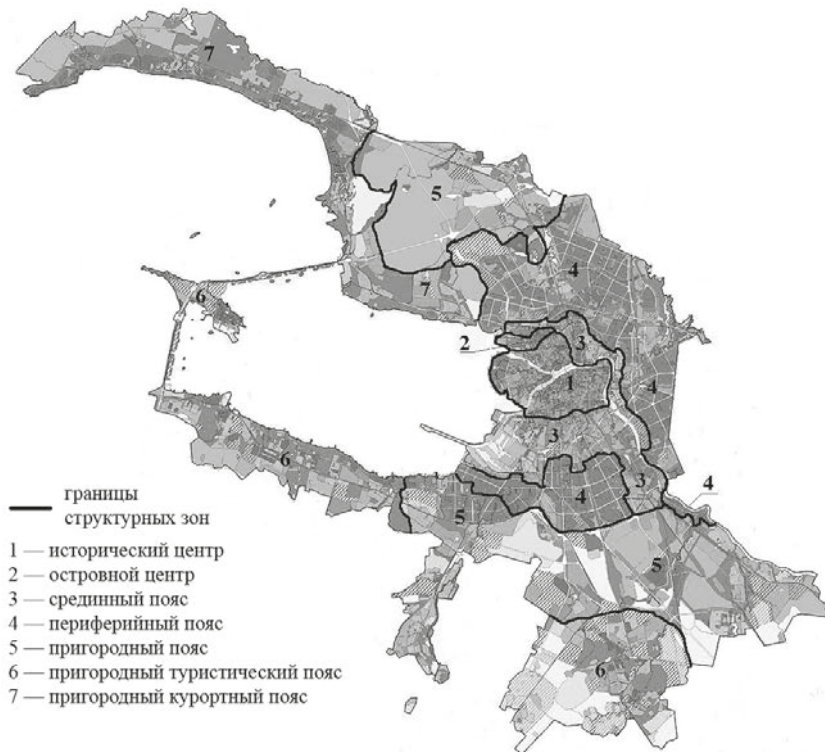 7
5
4
6
7
2
3
1
4
3
6
3
4
4
5
5
6
границы
структурных зон
1 — исторический центр
2 — островной центр
3 — срединный пояс
4 — периферийный пояс
5 — пригородный пояс
6 — пригородный туристический пояс
7 — пригородный курортный пояс